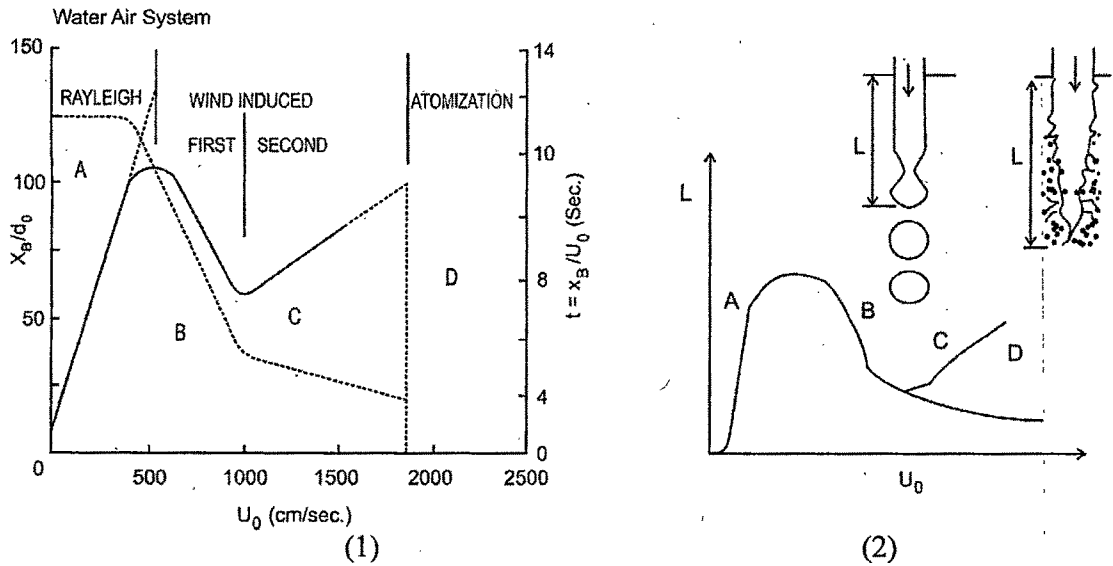 Water Air System
150
100
50
0
X_B/d_0
RAYLEIGH
WIND INDUCED
FIRST
SECOND
ATOMIZATION
A
B
C
D
14
12
10
8
6
4
0
t = x_B/U_0 (Sec.)
500
1000
1500
2000
2500
U_0 (cm/sec.)
(1)
L
L
L
A
B
C
D
U_0
(2)